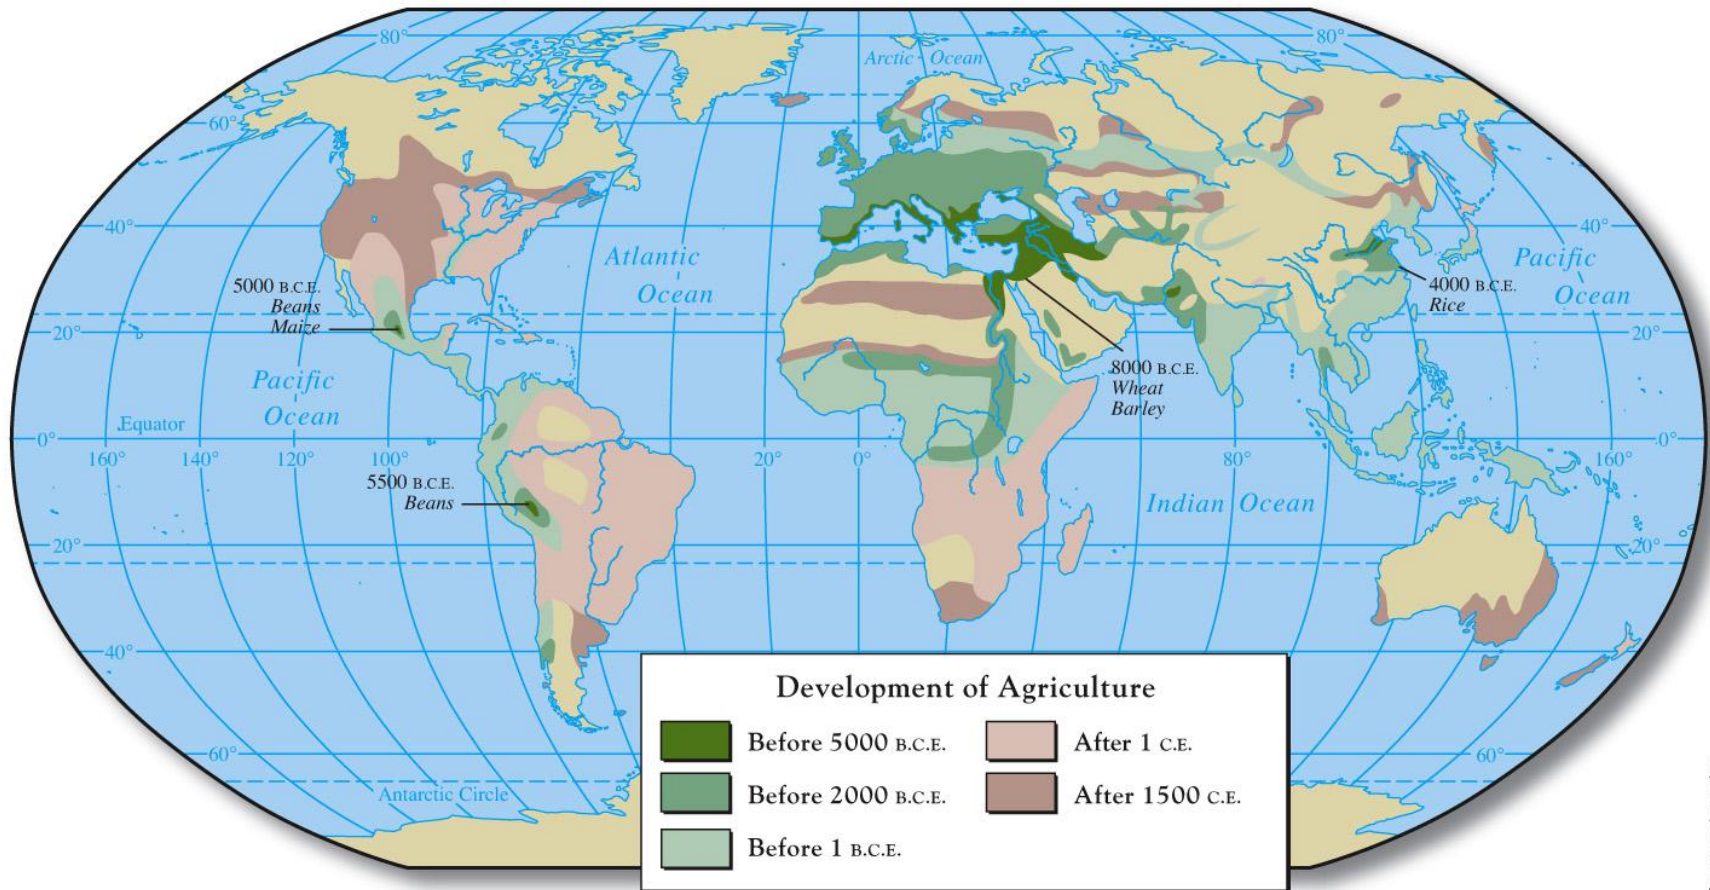 80°
80°
Arctic Ocean
60°
60°
40°
40°
Atlantic
Ocean
Pacific
Ocean
5000 B.C.E.
Beans
Maize
4000 B.C.E.
Rice
20°
20°
8000 B.C.E.
Wheat
Barley
Pacific
Ocean
Equator
0°
0°
160°
140°
120°
100°
20°
0°
80°
160°
5500 B.C.E.
Beans
Indian Ocean
20°
20°
40°
40°
60°
60°
Antarctic Circle
Development of Agriculture
Before 5000 B.C.E.
Before 2000 B.C.E.
Before 1 B.C.E.
After 1 C.E.
After 1500 C.E.